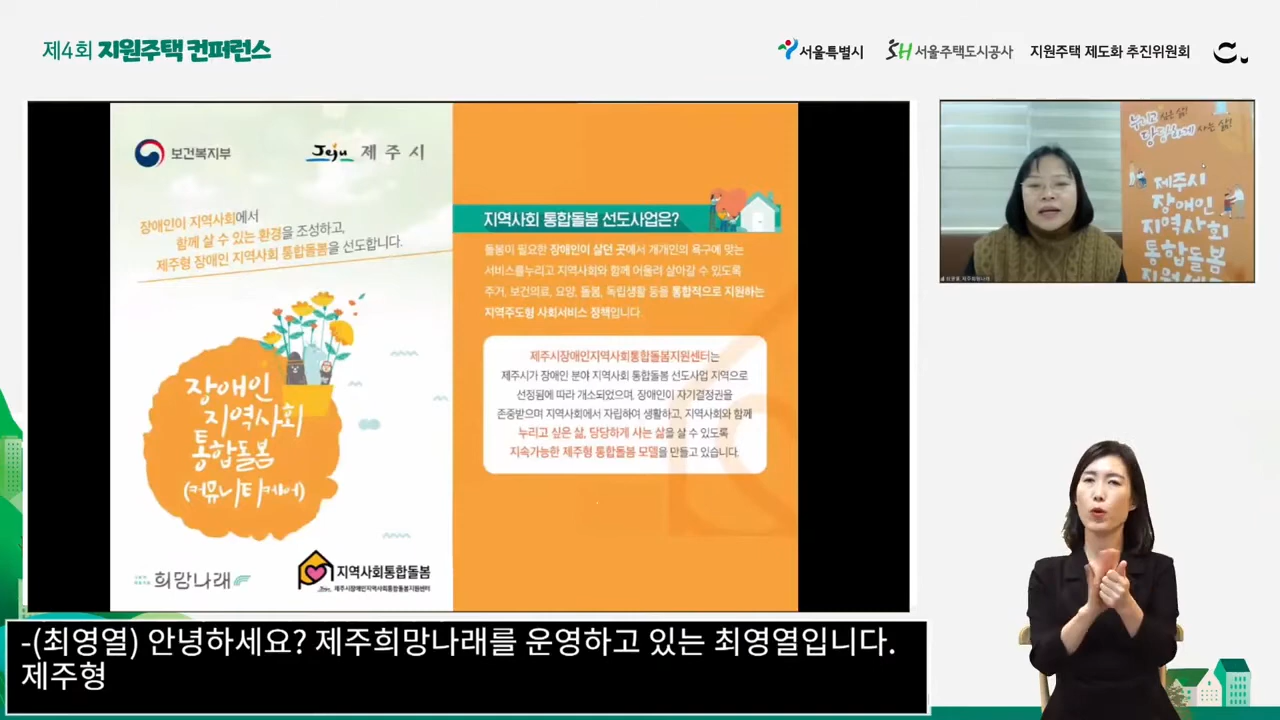 제4회 지원주택 컨퍼런스
서울특별시
SH 서울주택도시공사
지원주택 제도화 추진위원회
보건복지부
Jeju 제주시
장애인이 지역사회에서
함께 살 수 있는 환경을 조성하고,
제주형 장애인 지역사회 통합돌봄을 선도합니다.
장애인
지역사회
통합돌봄
(커뮤니티케어)
희망나래
지역사회통합돌봄
제주시장애인지역사회통합돌봄지원센터
지역사회 통합돌봄 선도사업은?
돌봄이 필요한 장애인이 살던 곳에서 개개인의 욕구에 맞는
서비스를누리고 지역사회와 함께 어울려 살아갈 수 있도록
주거, 보건의료, 요양, 돌봄, 독립생활 등을 통합적으로 지원하는
지역주도형 사회서비스 정책입니다.
제주시장애인지역사회통합돌봄지원센터는
제주시가 장애인 분야 지역사회 통합돌봄 선도사업 지역으로
선정됨에 따라 개소되었으며, 장애인이 자기결정권을
존중받으며 지역사회에서 자립하여 생활하고, 지역사회와 함께
누리고 싶은 삶, 당당하게 사는 삶을 살 수 있도록
지속가능한 제주형 통합돌봄 모델을 만들고 있습니다.
누리고 싶은 삶!
당당하게 사는 삶!
제주시
장애인
지역사회
통합돌봄
지원센터
-(최영열) 안녕하세요? 제주희망나래를 운영하고 있는 최영열입니다.
제주형